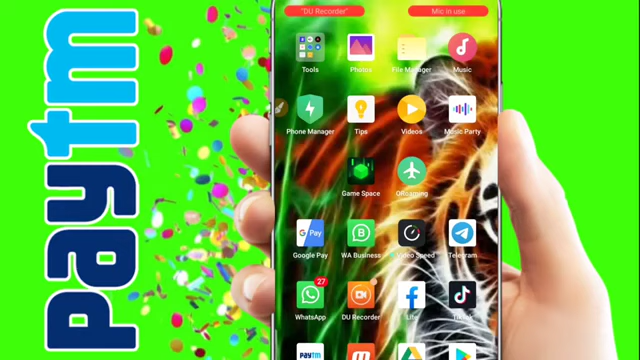 paytm
"DU Recorder"
Mic in use
Tools
Photos
File Manager
Music
Phone Manager
Tips
Videos
Music Party
Game Space
ORoaming
G Pay
Google Pay
WA Business
Video Speed
Telegram
27
WhatsApp
DU Recorder
Lite
paytm